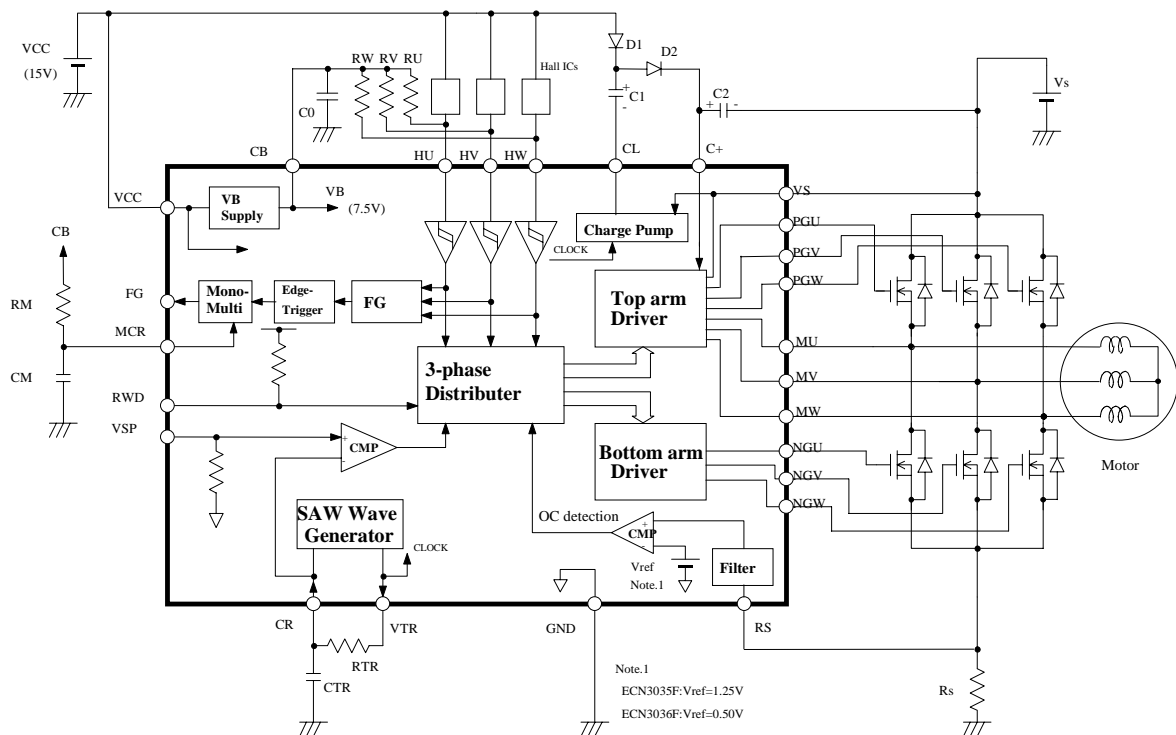 VCC
(15V)
RW RV RU
Hall ICs
D1
D2
C0
+
C1
-
C2
+ -
Vs
CB
HU
HV
HW
CL
C+
VCC
VB
Supply
VB
(7.5V)
VS
Charge Pump
CLOCK
PGU
PGV
PGW
CB
RM
FG
Mono-
Multi
Edge-
Trigger
FG
Top arm
Driver
MCR
MU
CM
3-phase
Distributer
MV
RWD
MW
VSP
+
-
CMP
Bottom arm
Driver
NGU
NGV
NGW
Motor
SAW Wave
Generator
OC detection
+
-
CMP
CLOCK
Vref
Note.1
Filter
CR
VTR
GND
RS
RTR
CTR
Note.1
ECN3035F:Vref=1.25V
ECN3036F:Vref=0.50V
Rs